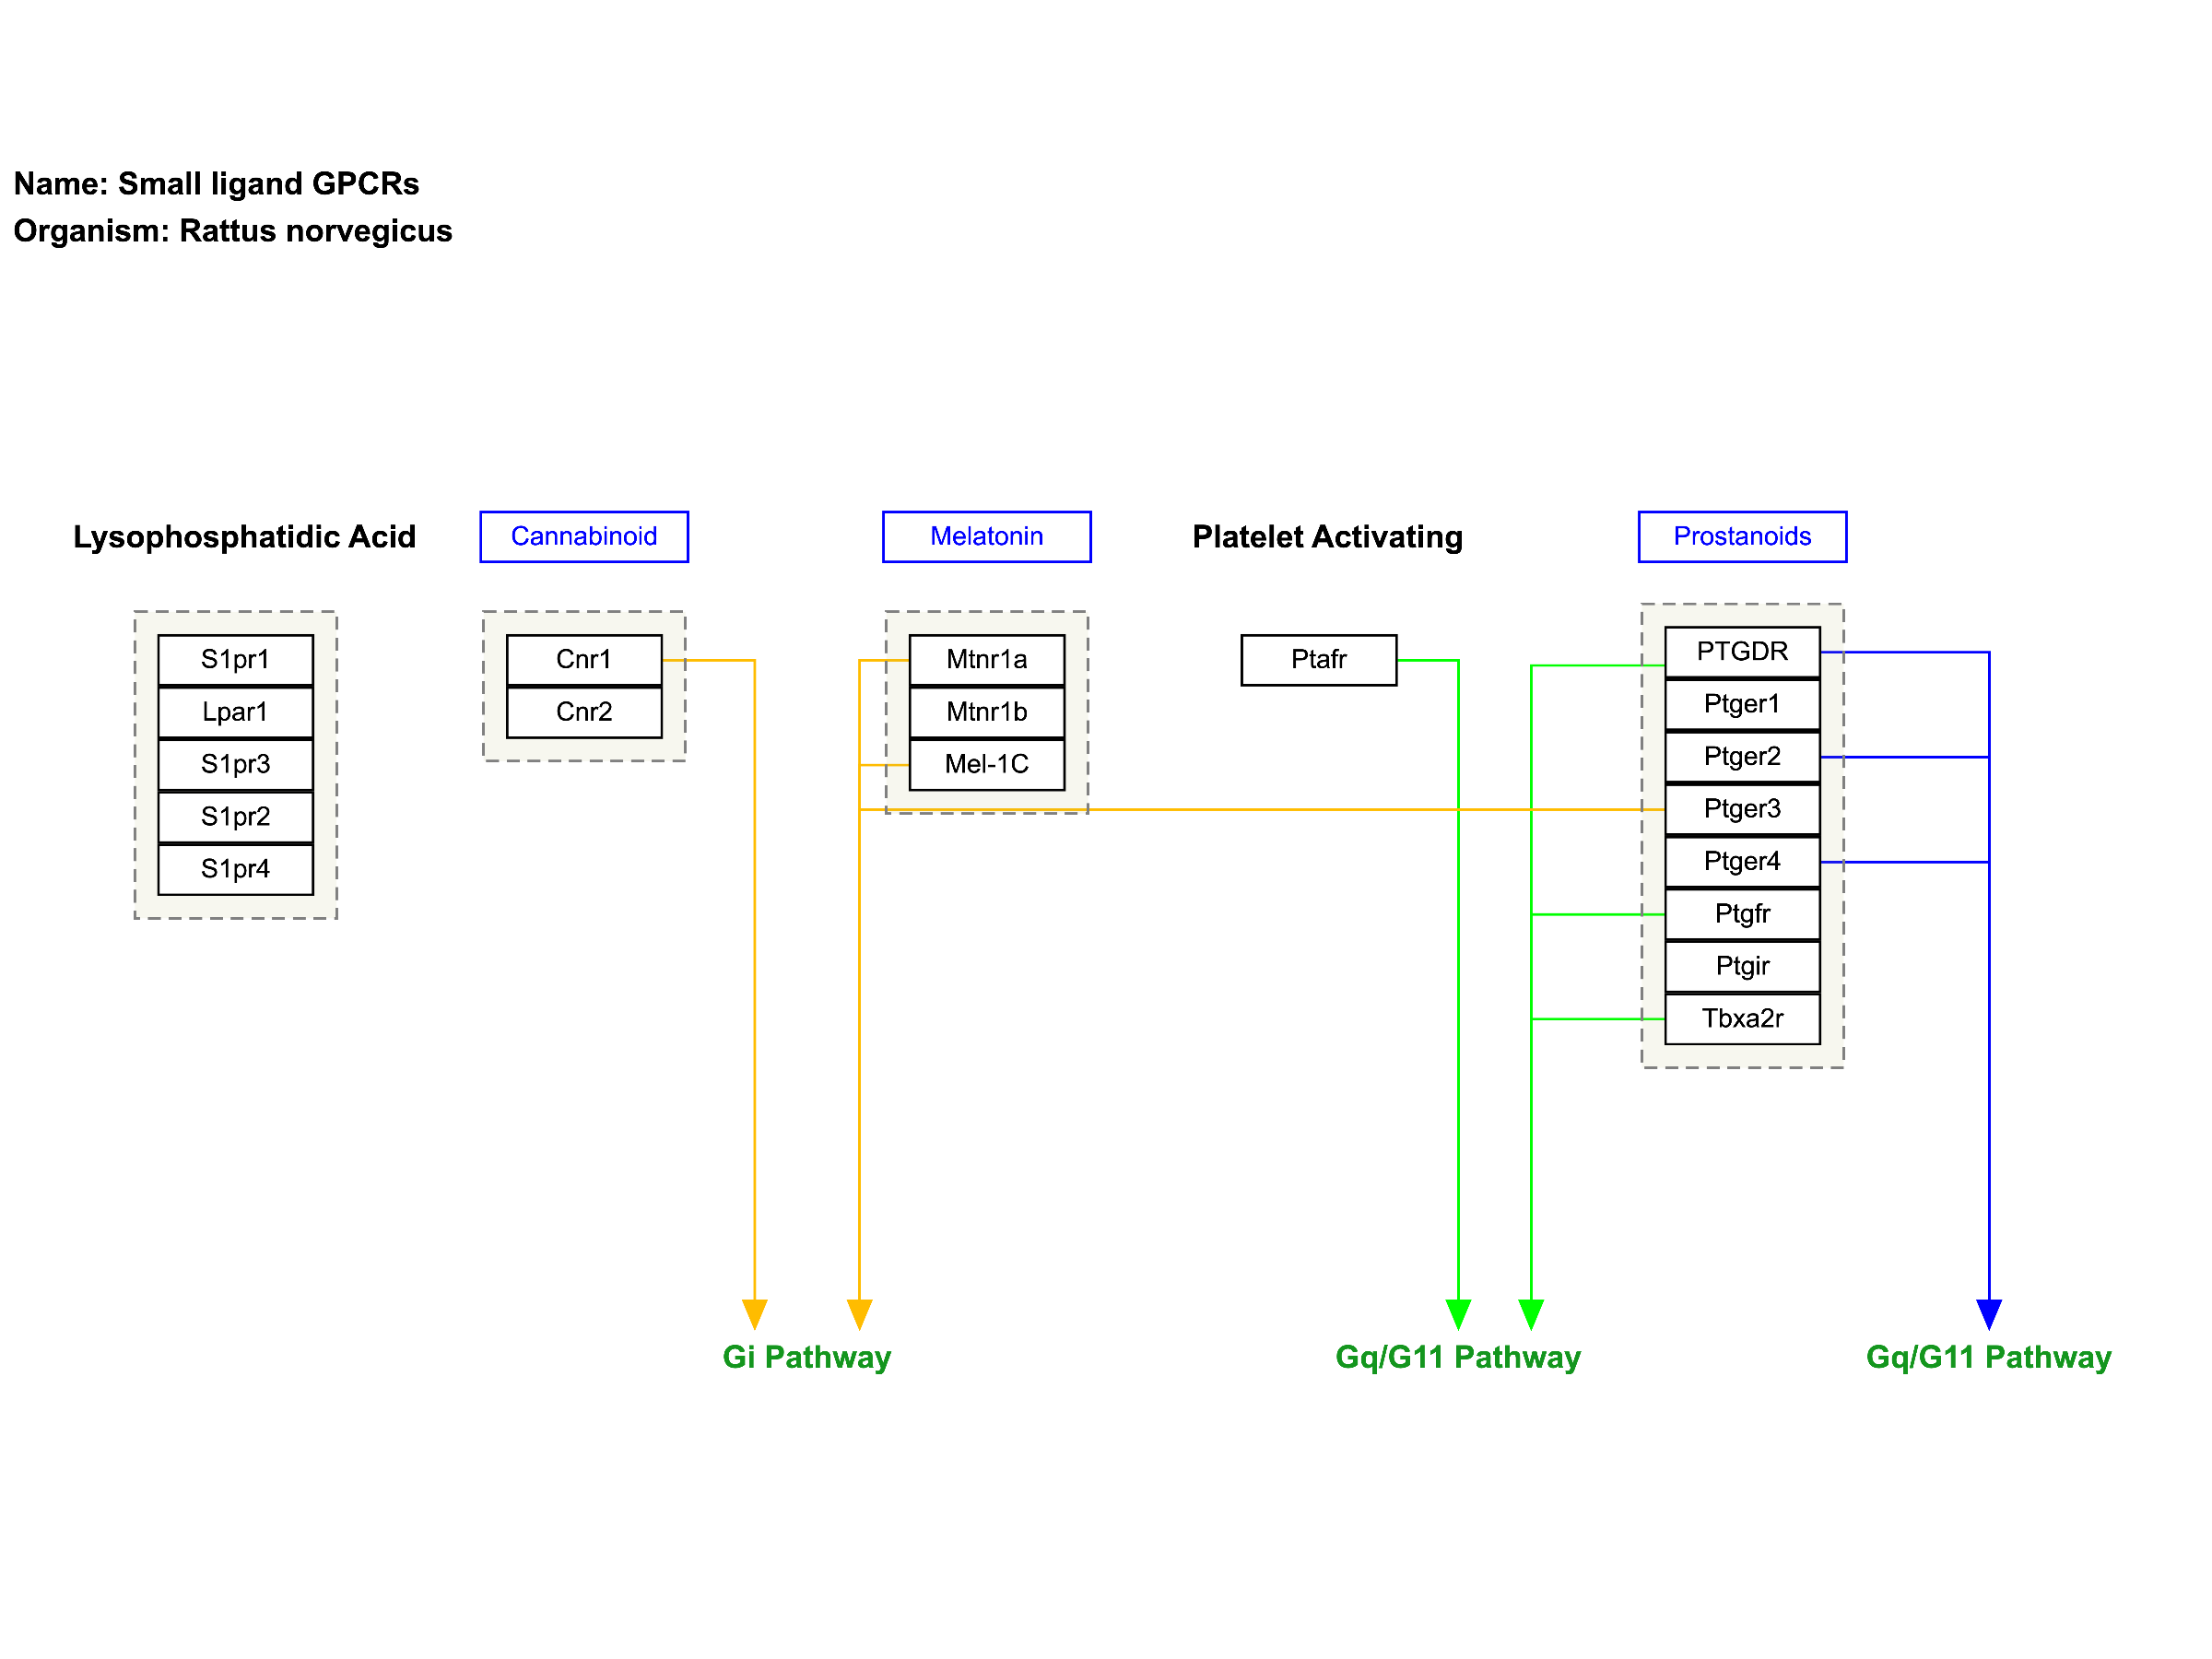 Name: Small ligand GPCRs
Organism: Rattus norvegicus
Lysophosphatidic Acid
Cannabinoid
Melatonin
Platelet Activating
Prostanoids
S1pr1
Lpar1
S1pr3
S1pr2
S1pr4
Cnr1
Cnr2
Mtnr1a
Mtnr1b
Mel-1C
Ptafr
PTGDR
Ptger1
Ptger2
Ptger3
Ptger4
Ptgfr
Ptgir
Tbxa2r
Gi Pathway
Gq/G11 Pathway
Gq/G11 Pathway